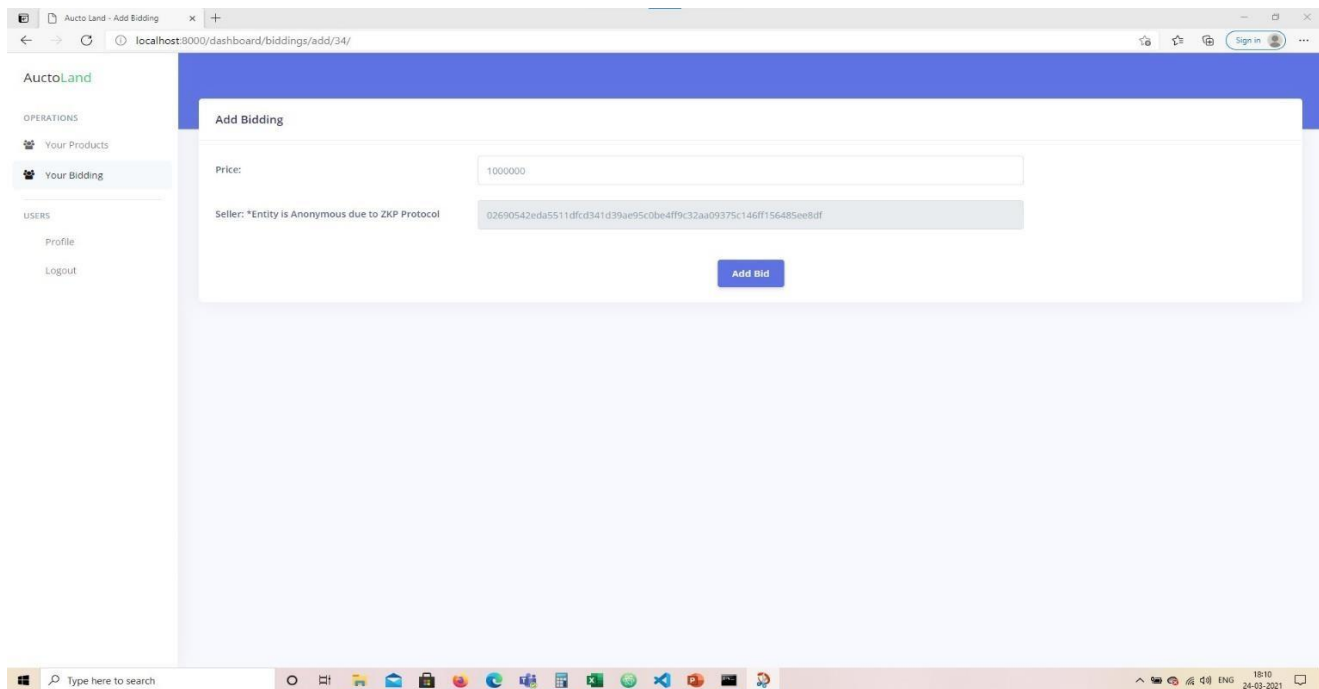 Aucto Land - Add Bidding
localhost:8000/dashboard/biddings/add/34/
Sign in
AuctoLand
OPERATIONS
Your Products
Your Bidding
USERS
Profile
Logout
Add Bidding
Price:
1000000
Seller: *Entity is Anonymous due to ZKP Protocol
02690542eda5511dfcd341d39ae95c0be4ff9c32aa09375c146ff156485ee8df
Add Bid
Type here to search
ENG
18:10
24-03-2021